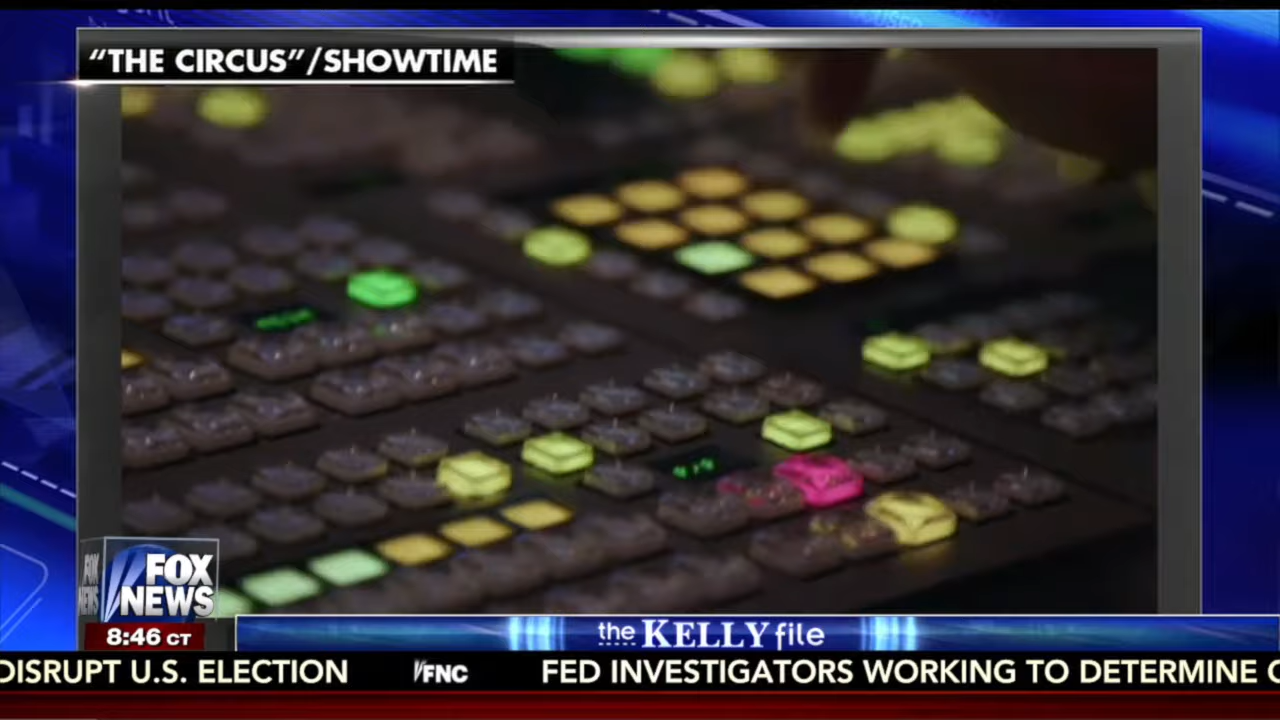 “THE CIRCUS”/SHOWTIME
FOX
NEWS
8:46 CT
the KELLY file
DISRUPT U.S. ELECTION FNC FED INVESTIGATORS WORKING TO DETERMINE